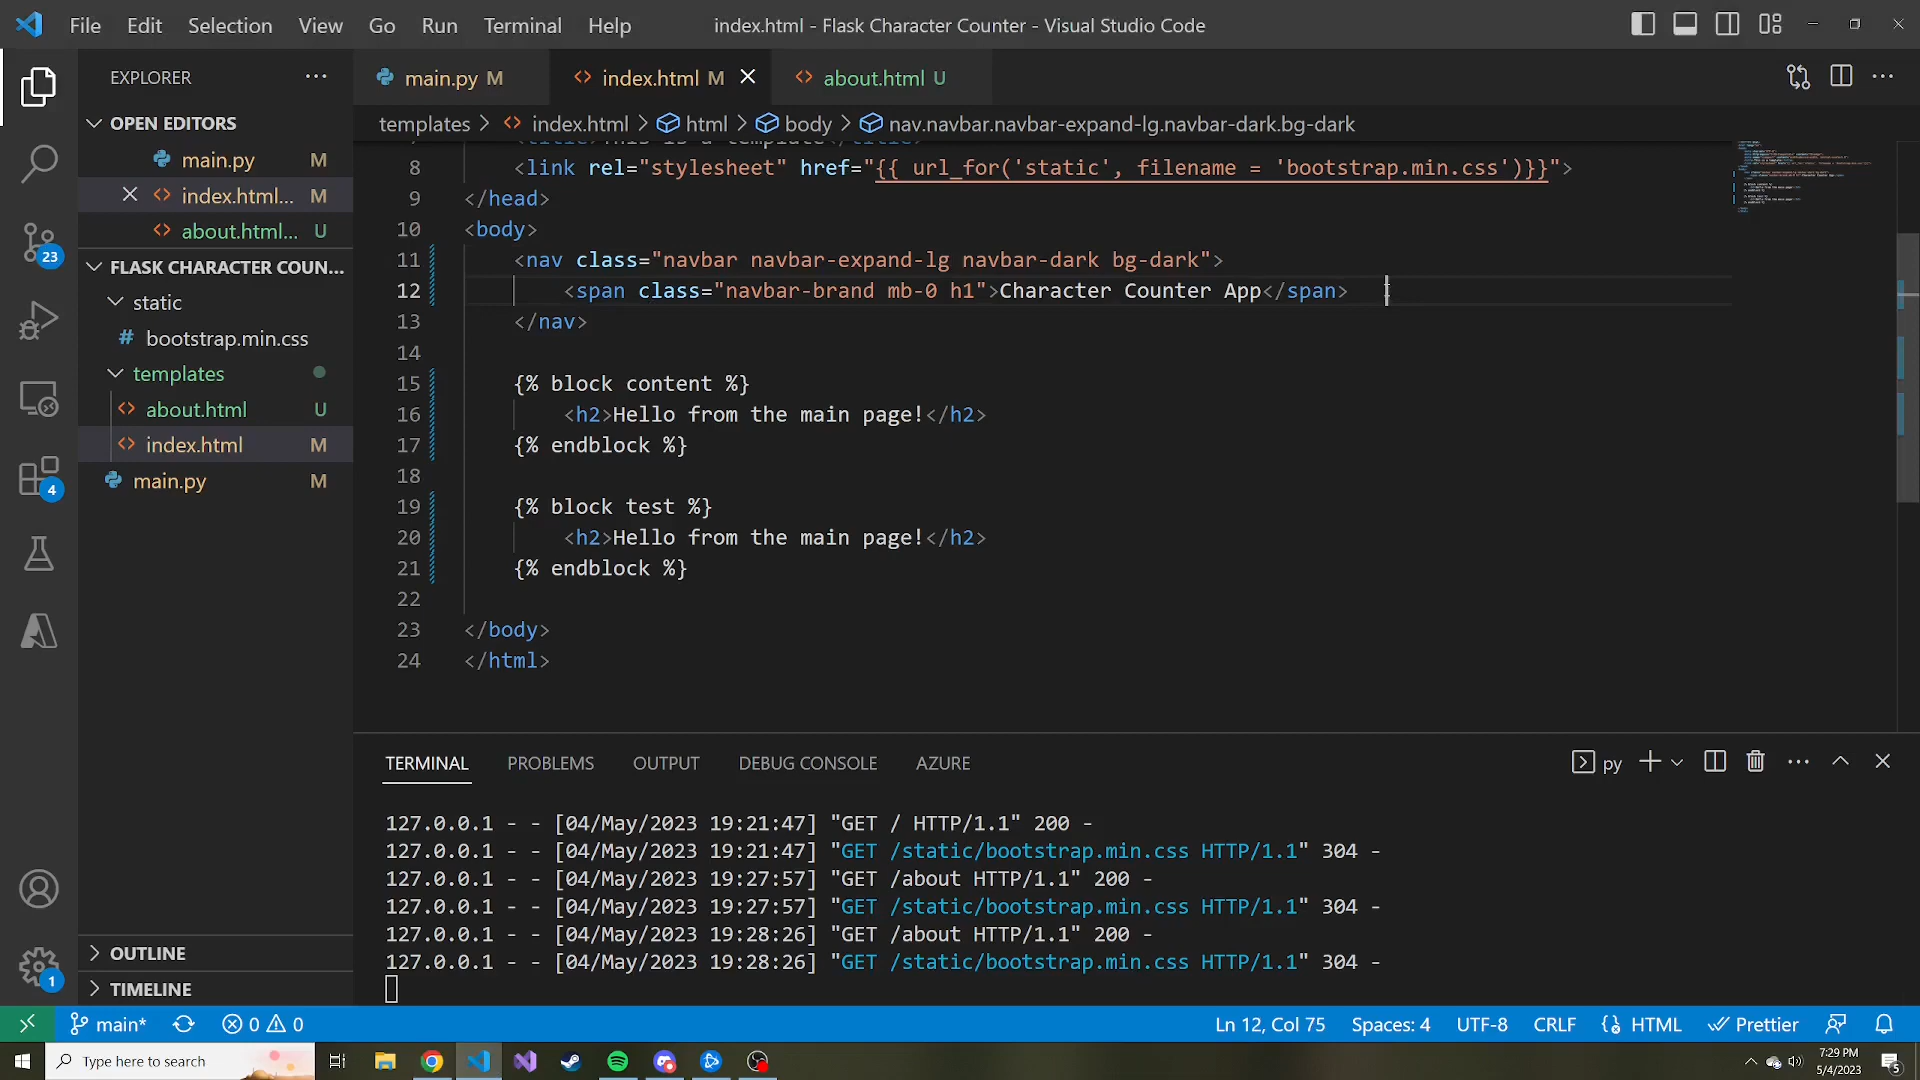 File Edit Selection View Go Run Terminal Help index.html - Flask Character Counter - Visual Studio Code
EXPLORER
main.py M index.html M about.html U
OPEN EDITORS
templates > index.html > html > body > nav.navbar.navbar-expand-lg.navbar-dark.bg-dark
main.py M
index.html... M
about.html... U
FLASK CHARACTER COUN...
static
bootstrap.min.css
templates
about.html U
index.html M
main.py M
23
4
1
OUTLINE
TIMELINE
<title>This is a template</title>
8 <link rel="stylesheet" href="{{ url_for('static', filename = 'bootstrap.min.css')}}">
9 </head>
10 <body>
11 <nav class="navbar navbar-expand-lg navbar-dark bg-dark">
12 <span class="navbar-brand mb-0 h1">Character Counter App</span>
13 </nav>
14
15 {% block content %}
16 <h2>Hello from the main page!</h2>
17 {% endblock %}
18
19 {% block test %}
20 <h2>Hello from the main page!</h2>
21 {% endblock %}
22
23 </body>
24 </html>
TERMINAL PROBLEMS OUTPUT DEBUG CONSOLE AZURE py
127.0.0.1 - - [04/May/2023 19:21:47] "GET / HTTP/1.1" 200 -
127.0.0.1 - - [04/May/2023 19:21:47] "GET /static/bootstrap.min.css HTTP/1.1" 304 -
127.0.0.1 - - [04/May/2023 19:27:57] "GET /about HTTP/1.1" 200 -
127.0.0.1 - - [04/May/2023 19:27:57] "GET /static/bootstrap.min.css HTTP/1.1" 304 -
127.0.0.1 - - [04/May/2023 19:28:26] "GET /about HTTP/1.1" 200 -
127.0.0.1 - - [04/May/2023 19:28:26] "GET /static/bootstrap.min.css HTTP/1.1" 304 -
main* 0 0 Ln 12, Col 75 Spaces: 4 UTF-8 CRLF HTML Prettier
Type here to search
7:29 PM
5/4/2023
5